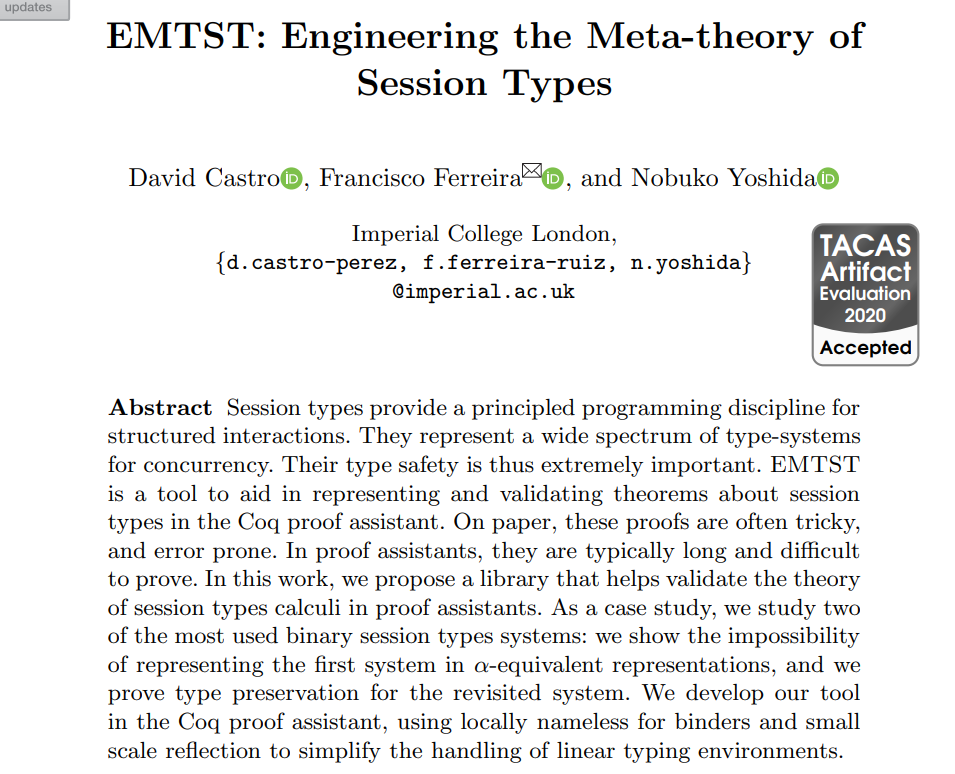 updates
EMTST: Engineering the Meta-theory of
Session Types
David Castro iD, Francisco Ferreira iD, and Nobuko Yoshida iD
Imperial College London,
{d.castro-perez, f.ferreira-ruiz, n.yoshida}
@imperial.ac.uk
TACAS
Artifact
Evaluation
2020
Accepted
Abstract Session types provide a principled programming discipline for
structured interactions. They represent a wide spectrum of type-systems
for concurrency. Their type safety is thus extremely important. EMTST
is a tool to aid in representing and validating theorems about session
types in the Coq proof assistant. On paper, these proofs are often tricky,
and error prone. In proof assistants, they are typically long and difficult
to prove. In this work, we propose a library that helps validate the theory
of session types calculi in proof assistants. As a case study, we study two
of the most used binary session types systems: we show the impossibility
of representing the first system in α-equivalent representations, and we
prove type preservation for the revisited system. We develop our tool
in the Coq proof assistant, using locally nameless for binders and small
scale reflection to simplify the handling of linear typing environments.